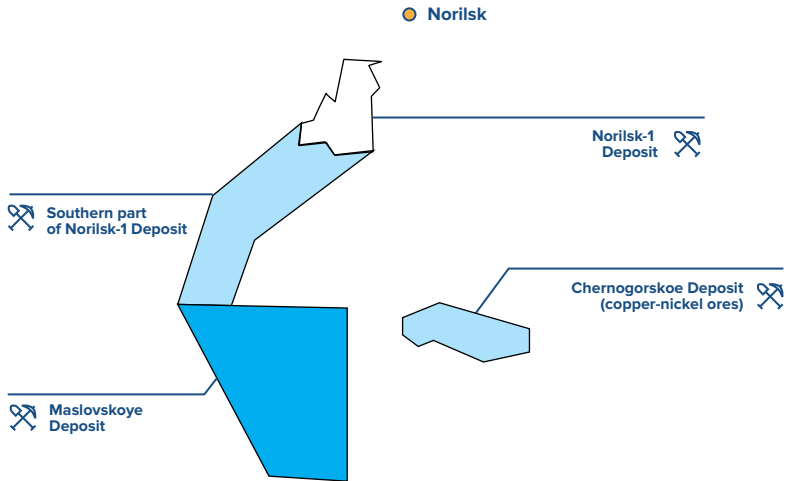 Norilsk
Norilsk-1
Deposit
Southern part
of Norilsk-1 Deposit
Chernogorskoe Deposit
(copper-nickel ores)
Maslovskoye
Deposit